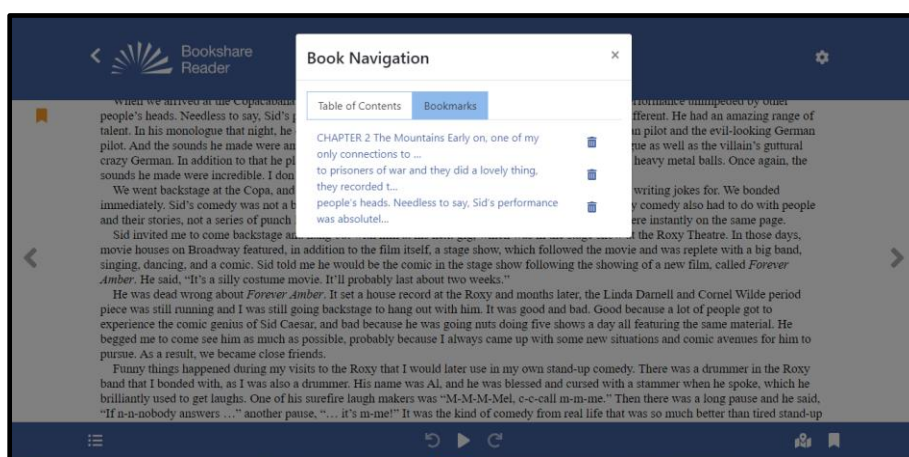 Bookshare
Reader
Book Navigation
×
Table of Contents
Bookmarks
CHAPTER 2 The Mountains Early on, one of my
only connections to ...
to prisoners of war and they did a lovely thing,
they recorded t...
people's heads. Needless to say, Sid's performance
was absolutel...
When we arrived at the Copacabana rformance unimpeded by other
people's heads. Needless to say, Sid's p fferent. He had an amazing range of
talent. In his monologue that night, he an pilot and the evil-looking German
pilot. And the sounds he made were am gue as well as the villain's guttural
crazy German. In addition to that he pl heavy metal balls. Once again, the
sounds he made were incredible. I don
We went backstage at the Copa, and writing jokes for. We bonded
immediately. Sid's comedy was not a b y comedy also had to do with people
and their stories, not a series of punch ere instantly on the same page.
Sid invited me to come backstage an t the Roxy Theatre. In those days,
movie houses on Broadway featured, in addition to the film itself, a stage show, which followed the movie and was replete with a big band,
singing, dancing, and a comic. Sid told me he would be the comic in the stage show following the showing of a new film, called Forever
Amber. He said, “It's a silly costume movie. It'll probably last about two weeks.”
He was dead wrong about Forever Amber. It set a house record at the Roxy and months later, the Linda Darnell and Cornel Wilde period
piece was still running and I was still going backstage to hang out with him. It was good and bad. Good because a lot of people got to
experience the comic genius of Sid Caesar, and bad because he was going nuts doing five shows a day all featuring the same material. He
begged me to come see him as much as possible, probably because I always came up with some new situations and comic avenues for him to
pursue. As a result, we became close friends.
Funny things happened during my visits to the Roxy that I would later use in my own stand-up comedy. There was a drummer in the Roxy
band that I bonded with, as I was also a drummer. His name was Al, and he was blessed and cursed with a stammer when he spoke, which he
brilliantly used to get laughs. One of his surefire laugh makers was “M-M-M-Mel, c-c-call m-m-me.” Then there was a long pause and he said,
“If n-n-nobody answers …” another pause, “… it's m-me!” It was the kind of comedy from real life that was so much better than tired stand-up